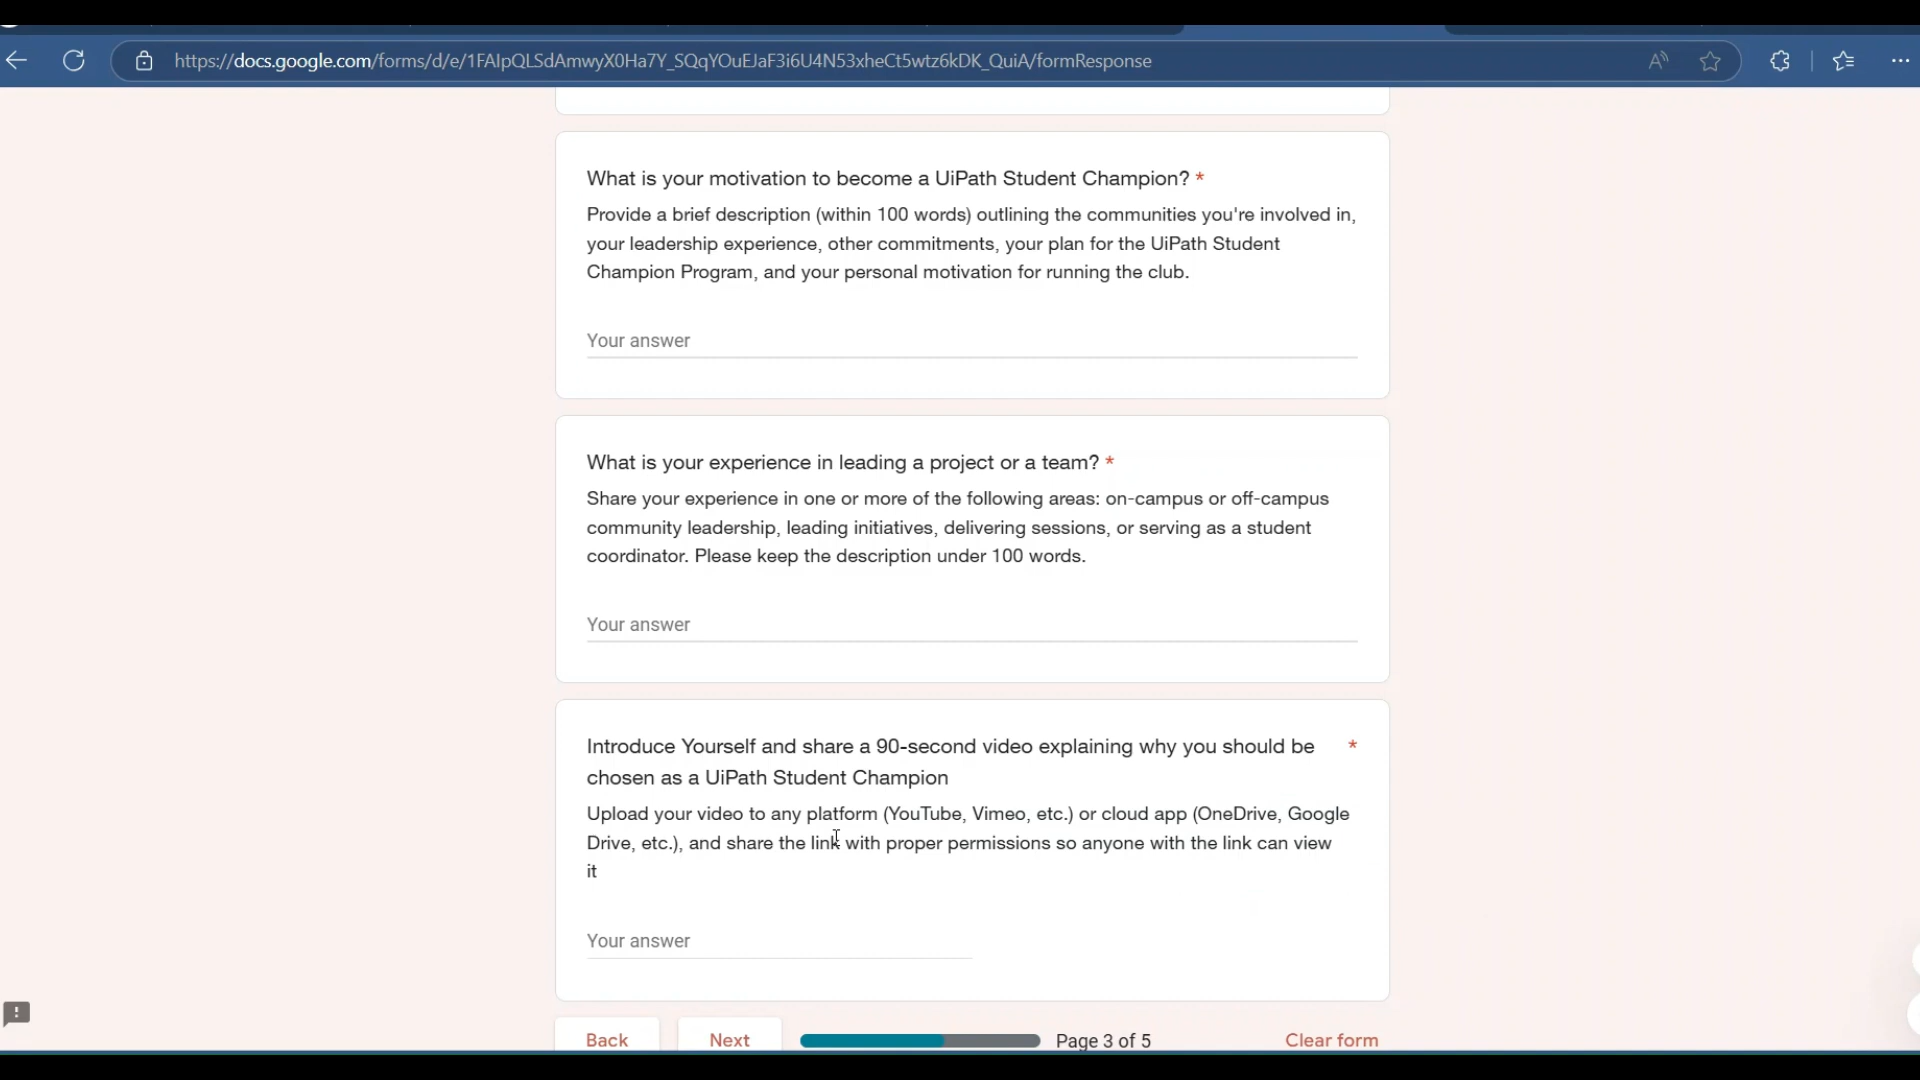 https://docs.google.com/forms/d/e/1FAIpQLSdAmwyX0Ha7Y_SQqYOuEJaF3i6U4N53xheCt5wtz6kDK_QuiA/formResponse
What is your motivation to become a UiPath Student Champion? *
Provide a brief description (within 100 words) outlining the communities you're involved in,
your leadership experience, other commitments, your plan for the UiPath Student
Champion Program, and your personal motivation for running the club.
Your answer
What is your experience in leading a project or a team? *
Share your experience in one or more of the following areas: on-campus or off-campus
community leadership, leading initiatives, delivering sessions, or serving as a student
coordinator. Please keep the description under 100 words.
Your answer
Introduce Yourself and share a 90-second video explaining why you should be *
chosen as a UiPath Student Champion
Upload your video to any platform (YouTube, Vimeo, etc.) or cloud app (OneDrive, Google
Drive, etc.), and share the link with proper permissions so anyone with the link can view
it
Your answer
Back Next Page 3 of 5 Clear form